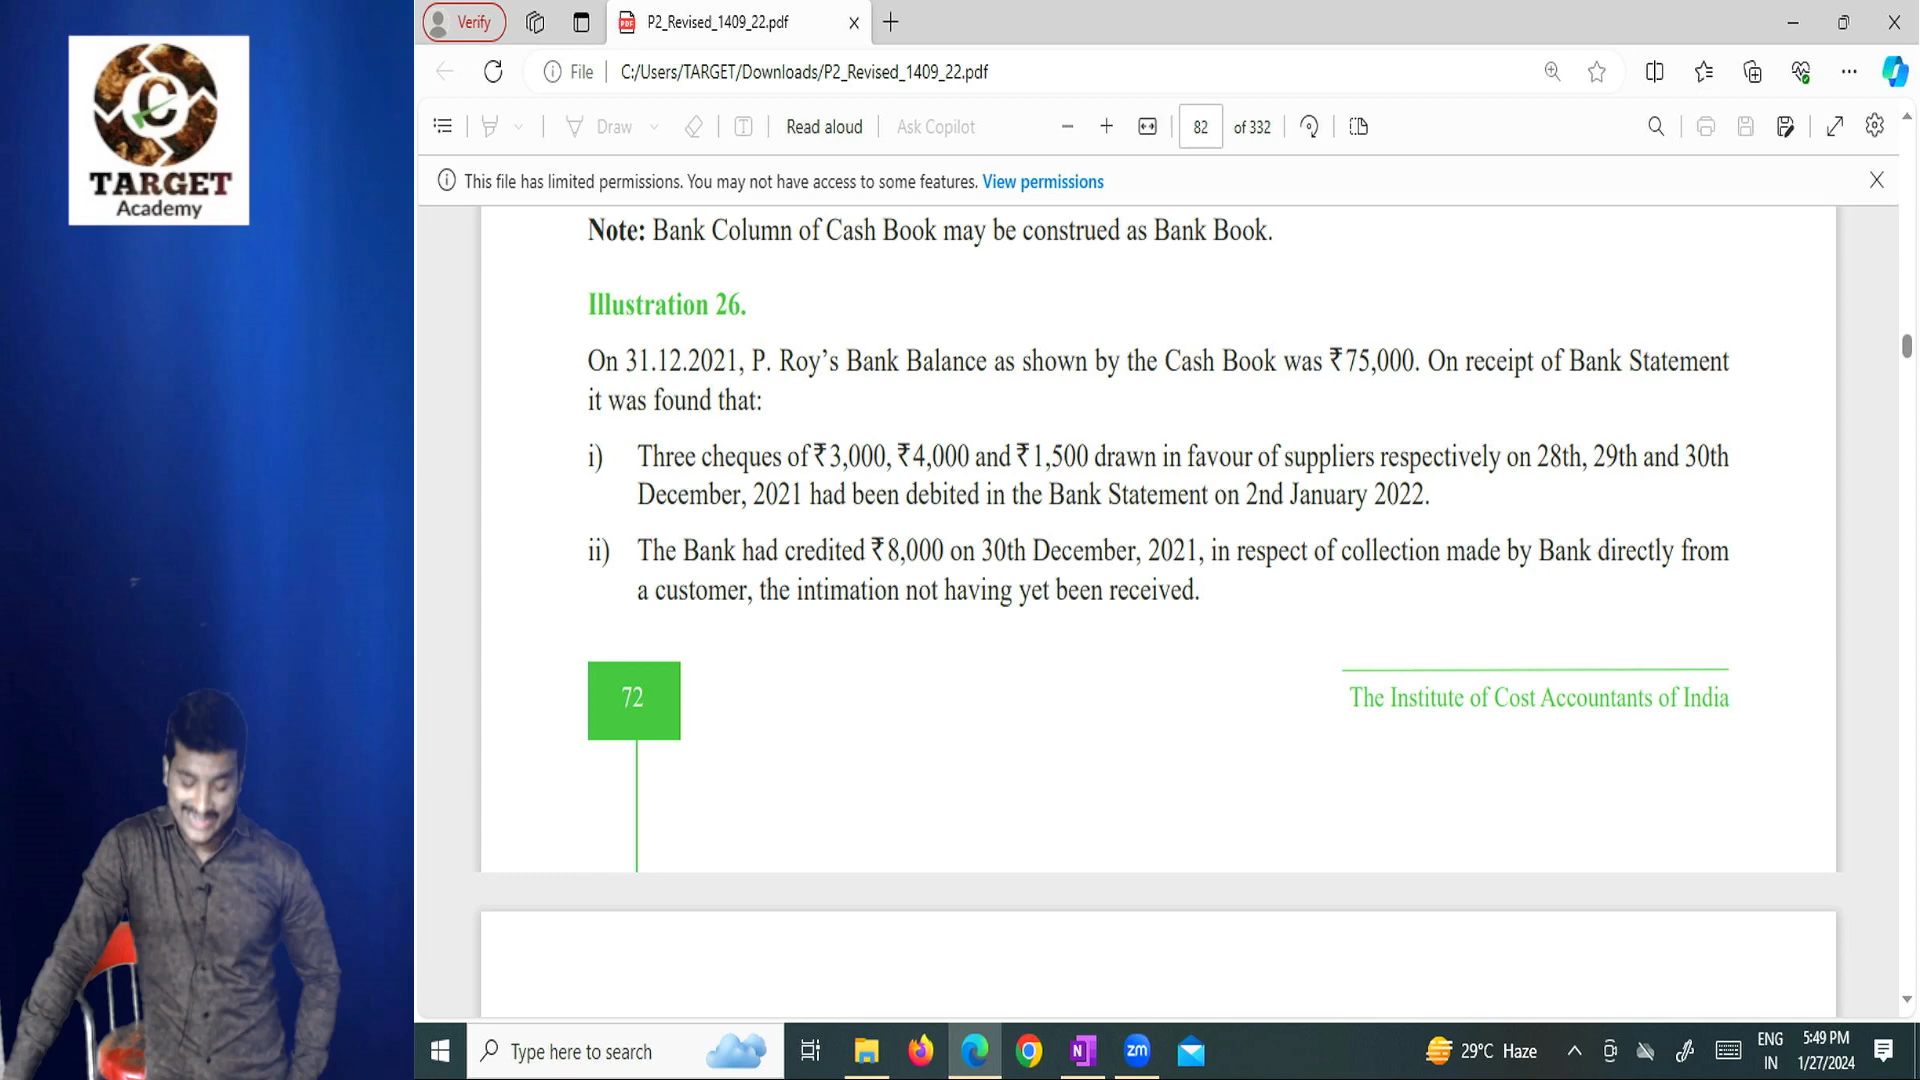 TARGET
Academy
Verify
P2_Revised_1409_22.pdf
File
C:/Users/TARGET/Downloads/P2_Revised_1409_22.pdf
Draw
Read aloud
Ask Copilot
82
of 332
This file has limited permissions. You may not have access to some features. View permissions
Note: Bank Column of Cash Book may be construed as Bank Book.
Illustration 26.
On 31.12.2021, P. Roy’s Bank Balance as shown by the Cash Book was ₹75,000. On receipt of Bank Statement
it was found that:
i) Three cheques of ₹3,000, ₹4,000 and ₹1,500 drawn in favour of suppliers respectively on 28th, 29th and 30th
December, 2021 had been debited in the Bank Statement on 2nd January 2022.
ii) The Bank had credited ₹8,000 on 30th December, 2021, in respect of collection made by Bank directly from
a customer, the intimation not having yet been received.
72
The Institute of Cost Accountants of India
Type here to search
29°C Haze
ENG
IN
5:49 PM
1/27/2024